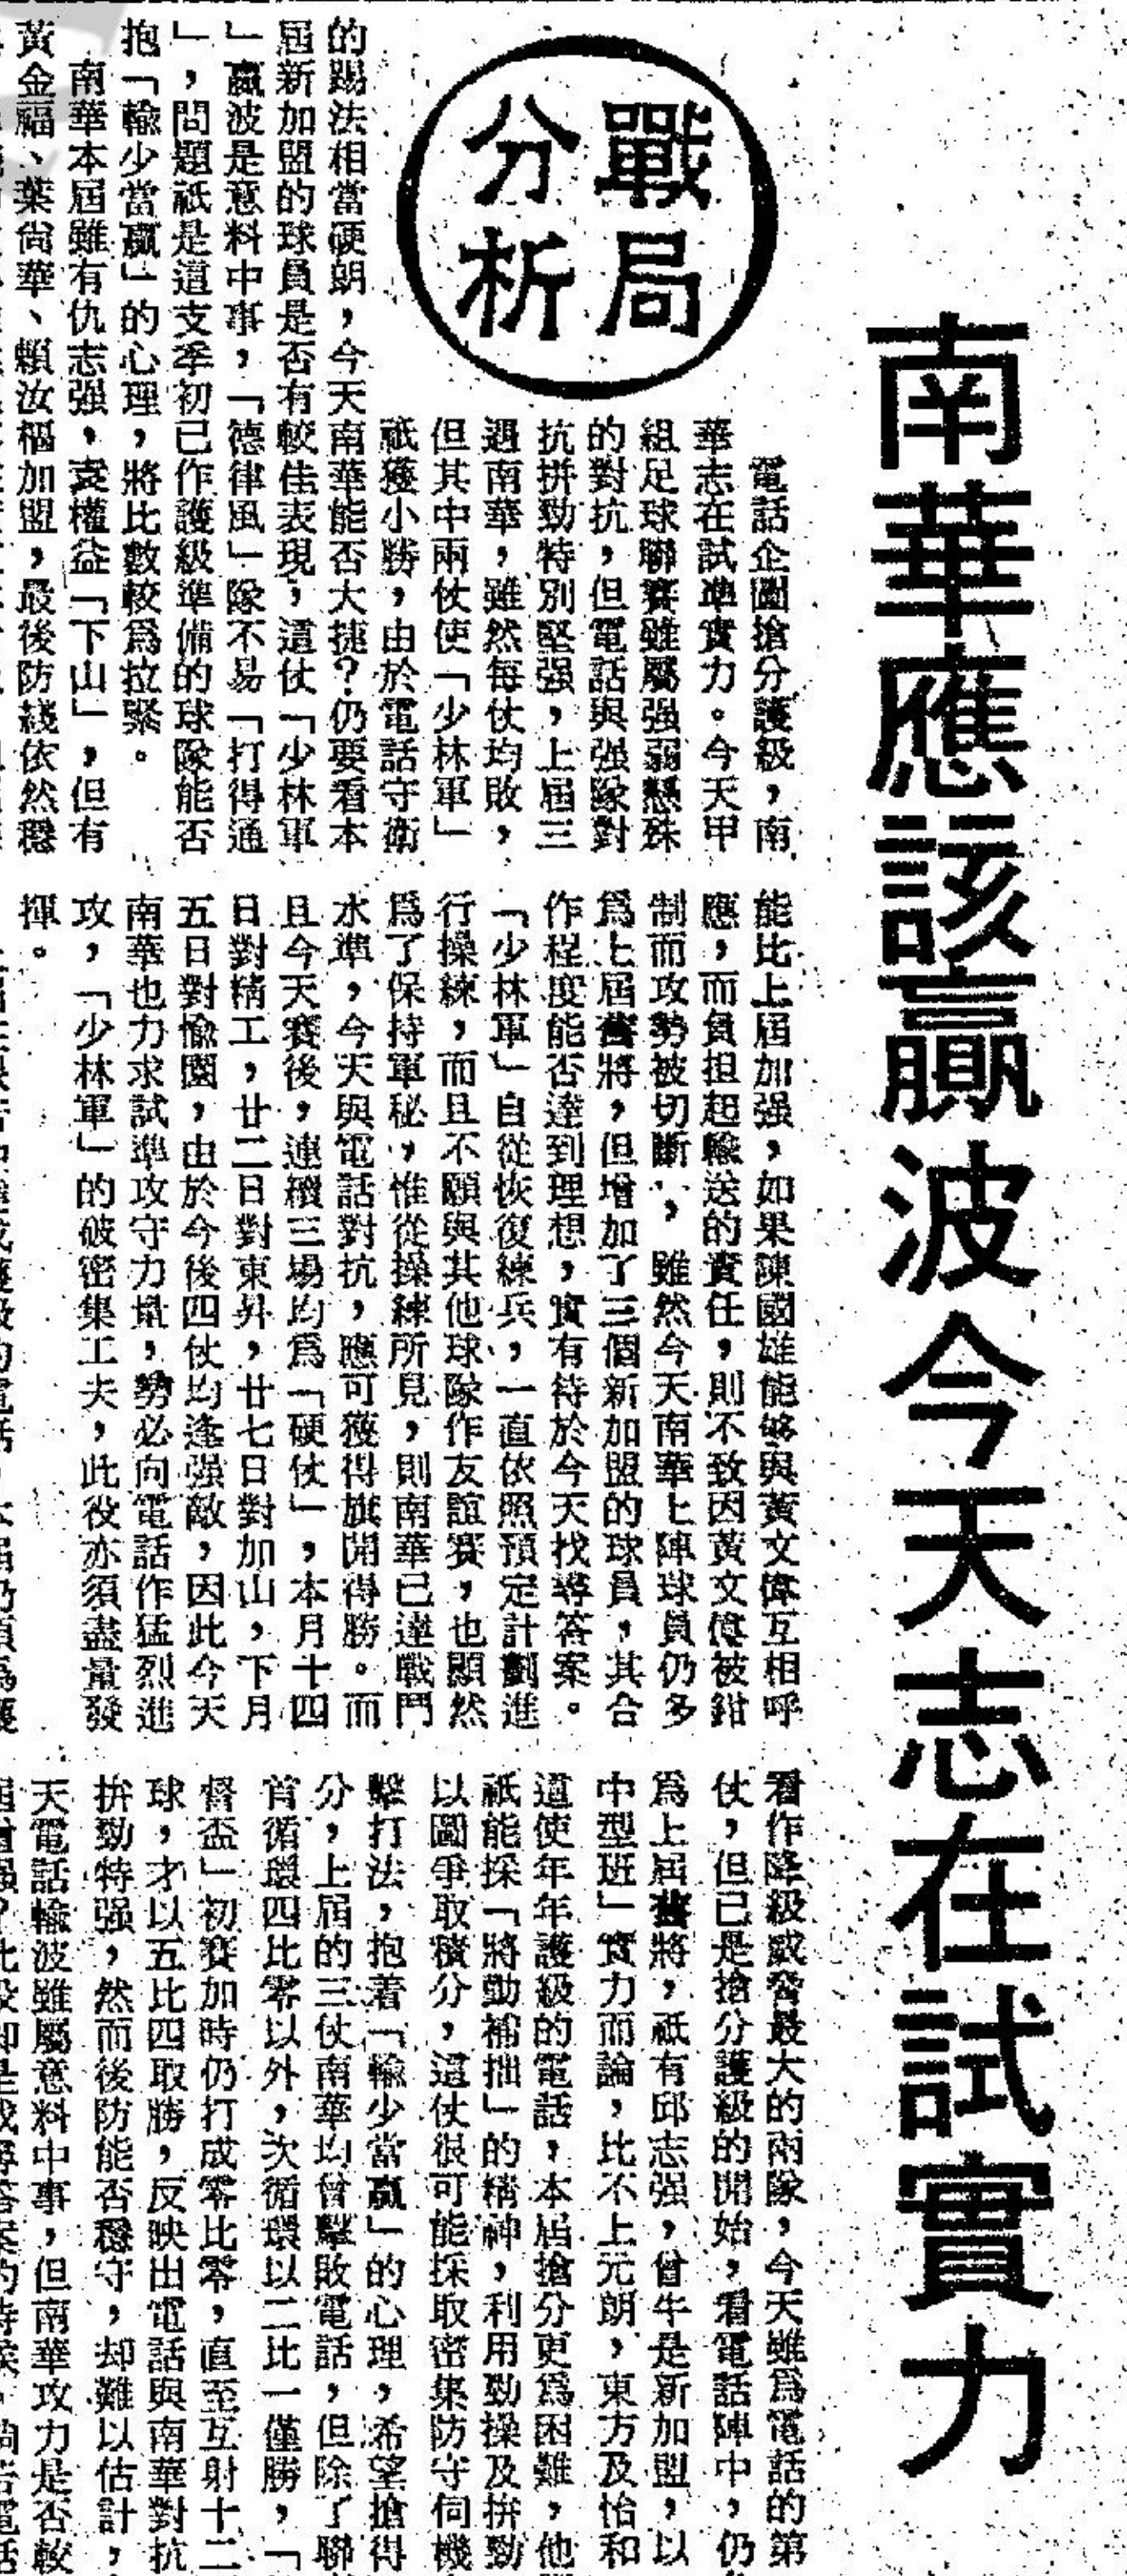 南華應該贏波今天志在試實力
戰局
分析
電話企圖搶分護級，南
華志在試準實力。今天甲
組足球聯賽雖屬强弱懸殊
的對抗，但電話與强隊對
抗拼勁特別堅强，上屆三
遇南華，雖然每仗均敗，
但其中兩仗使「少林軍」
祇獲小勝，由於電話守衛
的踢法相當硬朗，今天南華能否大捷？仍要看本
屆新加盟的球員是否有較佳表現，這仗「少林軍
」贏波是意料中事，「德律風」隊不易「打得通
」，問題祇是這支季初已作護級準備的球隊能否
抱「輸少當贏」的心理，將比數較爲拉緊。
南華本屆雖有仇志强，袁權益「下山」，但有
黃金福、葉尙華、賴汝樞加盟，最後防綫依然穩
能比上屆加强，如果陳國雄能够與黃文偉互相呼
應，而負担起輸送的責任，則不致因黃文偉被鉗
制而攻勢被切斷，雖然今天南華上陣球員仍多
爲上屆舊將，但增加了三個新加盟的球員，其合
作程度能否達到理想，實有待於今天找尋答案。
「少林軍」自從恢復練兵，一直依照預定計劃進
行操練，而且不願與其他球隊作友誼賽，也顯然
爲了保持軍秘，惟從操練所見，則南華已達戰鬥
水準，今天與電話對抗，應可獲得旗開得勝。而
且今天賽後，連續三場均爲「硬仗」，本月十四
日對精工，廿二日對東昇，廿七日對加山，下月
五日對愉園，由於今後四仗均逢强敵，因此今天
南華也力求試準攻守力量，勢必向電話作猛烈進
攻，「少林軍」的破密集工夫，此役亦須盡量發
揮。
看作降級威脅最大的兩隊，今天雖爲電話的第
仗，但已是搶分護級的開始，看電話陣中，仍
爲上屆舊將，祇有邱志强，曾牛是新加盟，以
中型班」實力而論，比不上元朗，東方及怡和
這使年年護級的電話，本屆搶分更爲困難，他
祇能採「將勤補拙」的精神，利用勤操及拼勁
以圖爭取積分，這仗很可能採取密集防守伺機
擊打法，抱着「輸少當贏」的心理，希望搶得
分，上屆的三仗南華均曾擊敗電話，但除了聯
首循環四比零以外，次循環以二比一僅勝，「
督盃」初賽加時仍打成零比零，直至互射十二
球，才以五比四取勝，反映出電話與南華對抗
拚勁特强，然而後防能否穩守，却難以估計，
天電話輸波雖屬意料中事，但南華攻力是否較